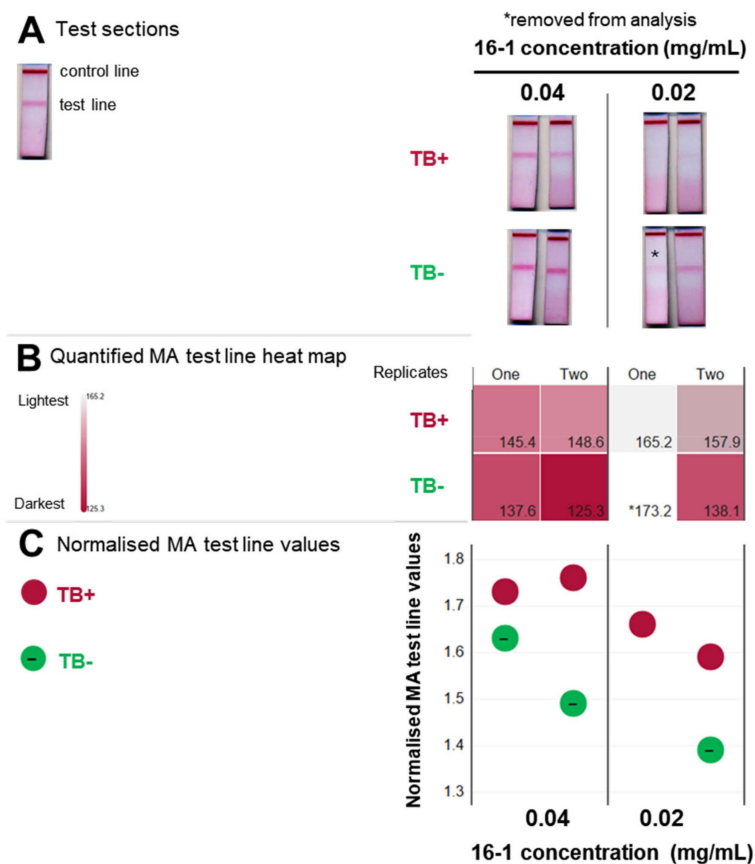 *removed from analysis
A Test sections
16-1 concentration (mg/mL)
control line
test line
0.04 0.02
TB+
TB-
*
B Quantified MA test line heat map
Replicates One Two One Two
Lightest 165.2
TB+ 145.4 148.6 165.2 157.9
TB- 137.6 125.3 *173.2 138.1
Darkest 125.3
C Normalised MA test line values
TB+
TB-
Normalised MA test line values
1.8
1.7
1.6
1.5
1.4
1.3
0.04 0.02
16-1 concentration (mg/mL)